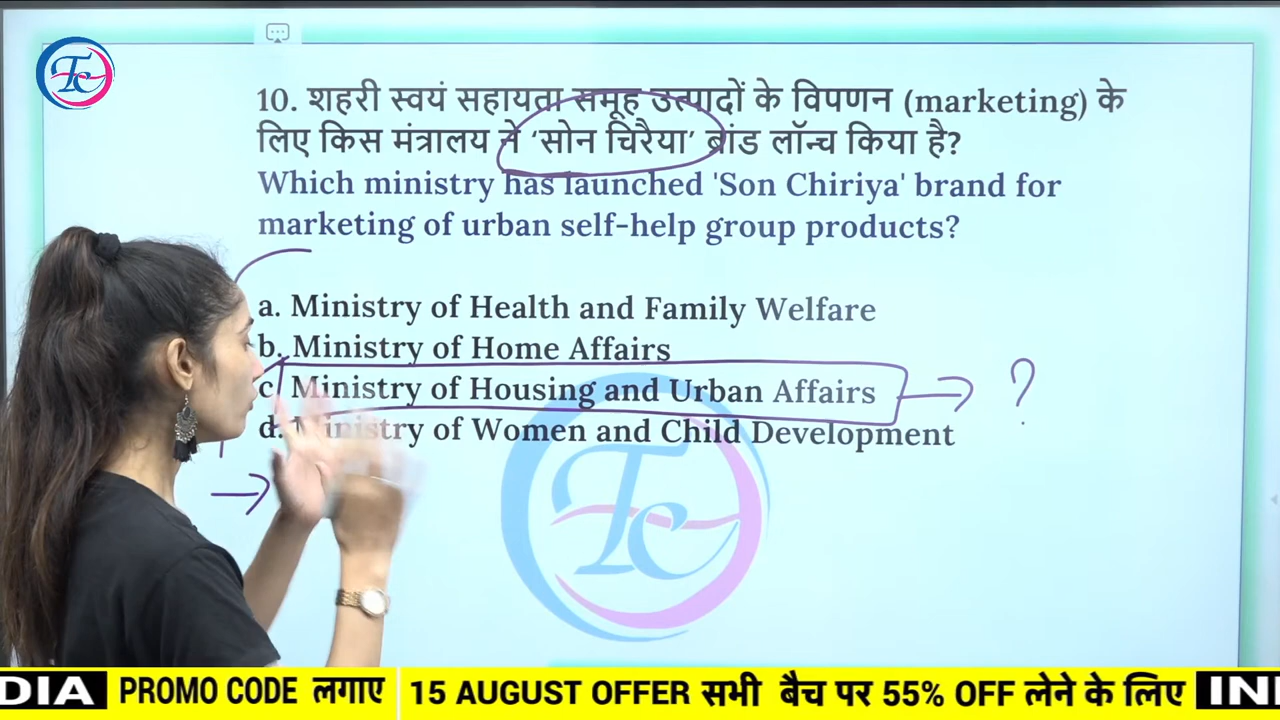 Tc
10. शहरी स्वयं सहायता समूह उत्पादों के विपणन (marketing) के
लिए किस मंत्रालय ने ‘सोन चिरैया’ ब्रांड लॉन्च किया है?
Which ministry has launched 'Son Chiriya' brand for
marketing of urban self-help group products?
a. Ministry of Health and Family Welfare
b. Ministry of Home Affairs
c. Ministry of Housing and Urban Affairs → ?
d. Ministry of Women and Child Development
→
Tc
DIA PROMO CODE लगाए 15 AUGUST OFFER सभी बैच पर 55% OFF लेने के लिए IN